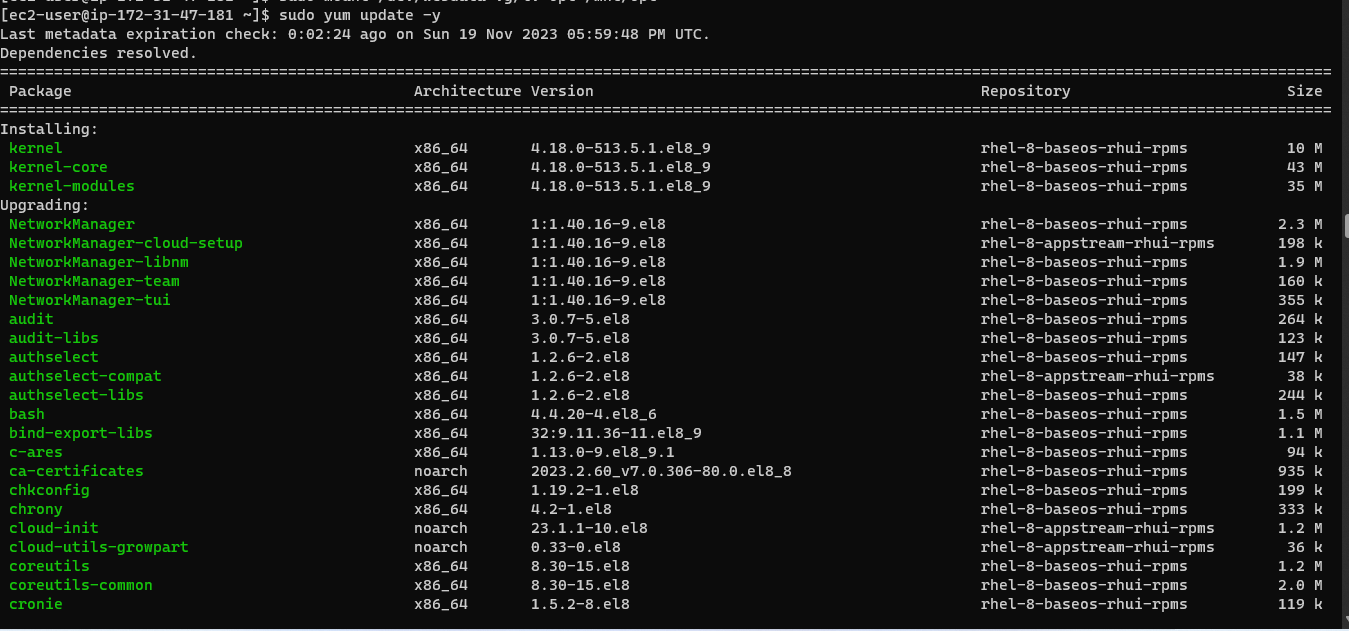 [ec2-user@ip-172-31-47-181 ~]$ sudo yum update -y
Last metadata expiration check: 0:02:24 ago on Sun 19 Nov 2023 05:59:48 PM UTC.
Dependencies resolved.
================================================================================
Package Architecture Version Repository Size
================================================================================
Installing:
kernel x86_64 4.18.0-513.5.1.el8_9 rhel-8-baseos-rhui-rpms 10 M
kernel-core x86_64 4.18.0-513.5.1.el8_9 rhel-8-baseos-rhui-rpms 43 M
kernel-modules x86_64 4.18.0-513.5.1.el8_9 rhel-8-baseos-rhui-rpms 35 M
Upgrading:
NetworkManager x86_64 1:1.40.16-9.el8 rhel-8-baseos-rhui-rpms 2.3 M
NetworkManager-cloud-setup x86_64 1:1.40.16-9.el8 rhel-8-appstream-rhui-rpms 198 k
NetworkManager-libnm x86_64 1:1.40.16-9.el8 rhel-8-baseos-rhui-rpms 1.9 M
NetworkManager-team x86_64 1:1.40.16-9.el8 rhel-8-baseos-rhui-rpms 160 k
NetworkManager-tui x86_64 1:1.40.16-9.el8 rhel-8-baseos-rhui-rpms 355 k
audit x86_64 3.0.7-5.el8 rhel-8-baseos-rhui-rpms 264 k
audit-libs x86_64 3.0.7-5.el8 rhel-8-baseos-rhui-rpms 123 k
authselect x86_64 1.2.6-2.el8 rhel-8-baseos-rhui-rpms 147 k
authselect-compat x86_64 1.2.6-2.el8 rhel-8-appstream-rhui-rpms 38 k
authselect-libs x86_64 1.2.6-2.el8 rhel-8-baseos-rhui-rpms 244 k
bash x86_64 4.4.20-4.el8_6 rhel-8-baseos-rhui-rpms 1.5 M
bind-export-libs x86_64 32:9.11.36-11.el8_9 rhel-8-baseos-rhui-rpms 1.1 M
c-ares x86_64 1.13.0-9.el8_9.1 rhel-8-baseos-rhui-rpms 94 k
ca-certificates noarch 2023.2.60_v7.0.306-80.0.el8_8 rhel-8-baseos-rhui-rpms 935 k
chkconfig x86_64 1.19.2-1.el8 rhel-8-baseos-rhui-rpms 199 k
chrony x86_64 4.2-1.el8 rhel-8-baseos-rhui-rpms 333 k
cloud-init noarch 23.1.1-10.el8 rhel-8-appstream-rhui-rpms 1.2 M
cloud-utils-growpart noarch 0.33-0.el8 rhel-8-appstream-rhui-rpms 36 k
coreutils x86_64 8.30-15.el8 rhel-8-baseos-rhui-rpms 1.2 M
coreutils-common x86_64 8.30-15.el8 rhel-8-baseos-rhui-rpms 2.0 M
cronie x86_64 1.5.2-8.el8 rhel-8-baseos-rhui-rpms 119 k